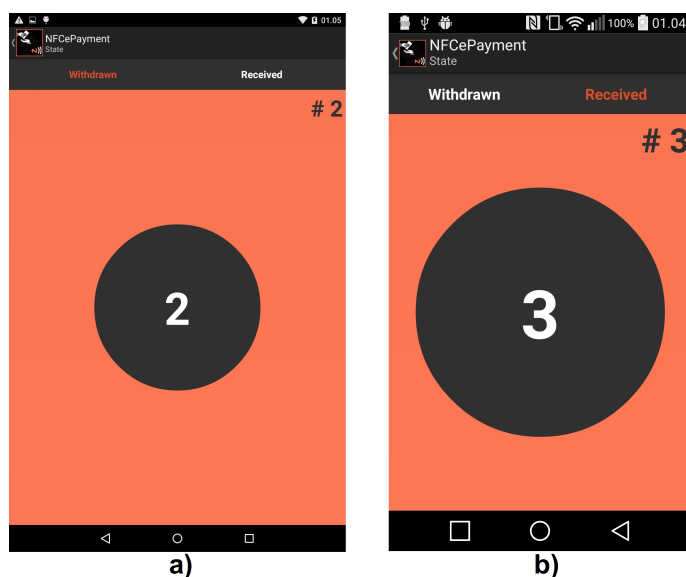 01.05
NFCePayment
State
Withdrawn Received
# 2
2
a)
100% 01.04
NFCePayment
State
Withdrawn Received
# 3
3
b)